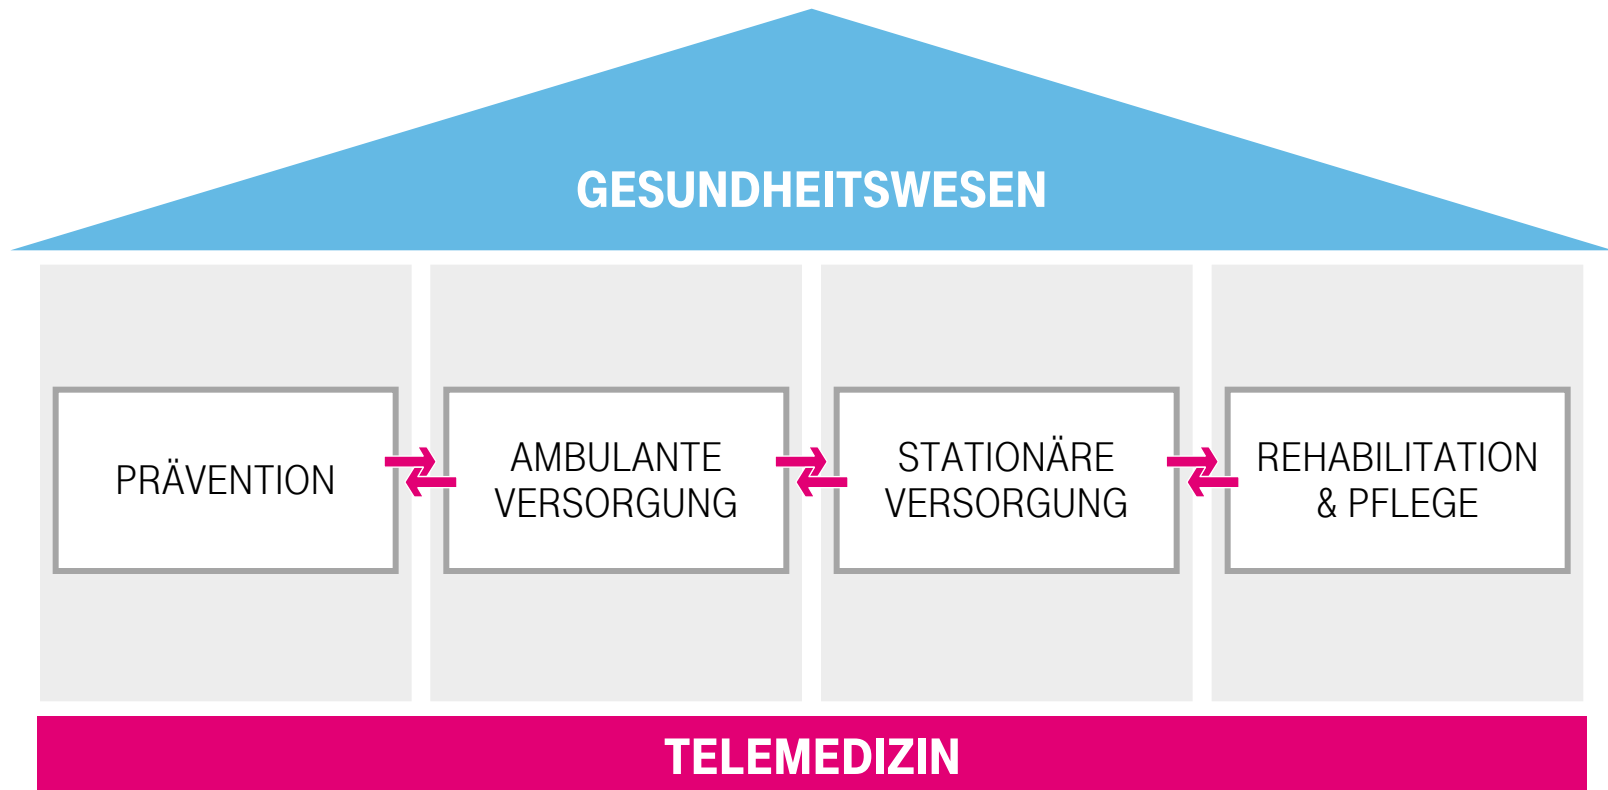 GESUNDHEITSWESEN
PRÄVENTION
AMBULANTE
VERSORGUNG
STATIONÄRE
VERSORGUNG
REHABILITATION
& PFLEGE
TELEMEDIZIN